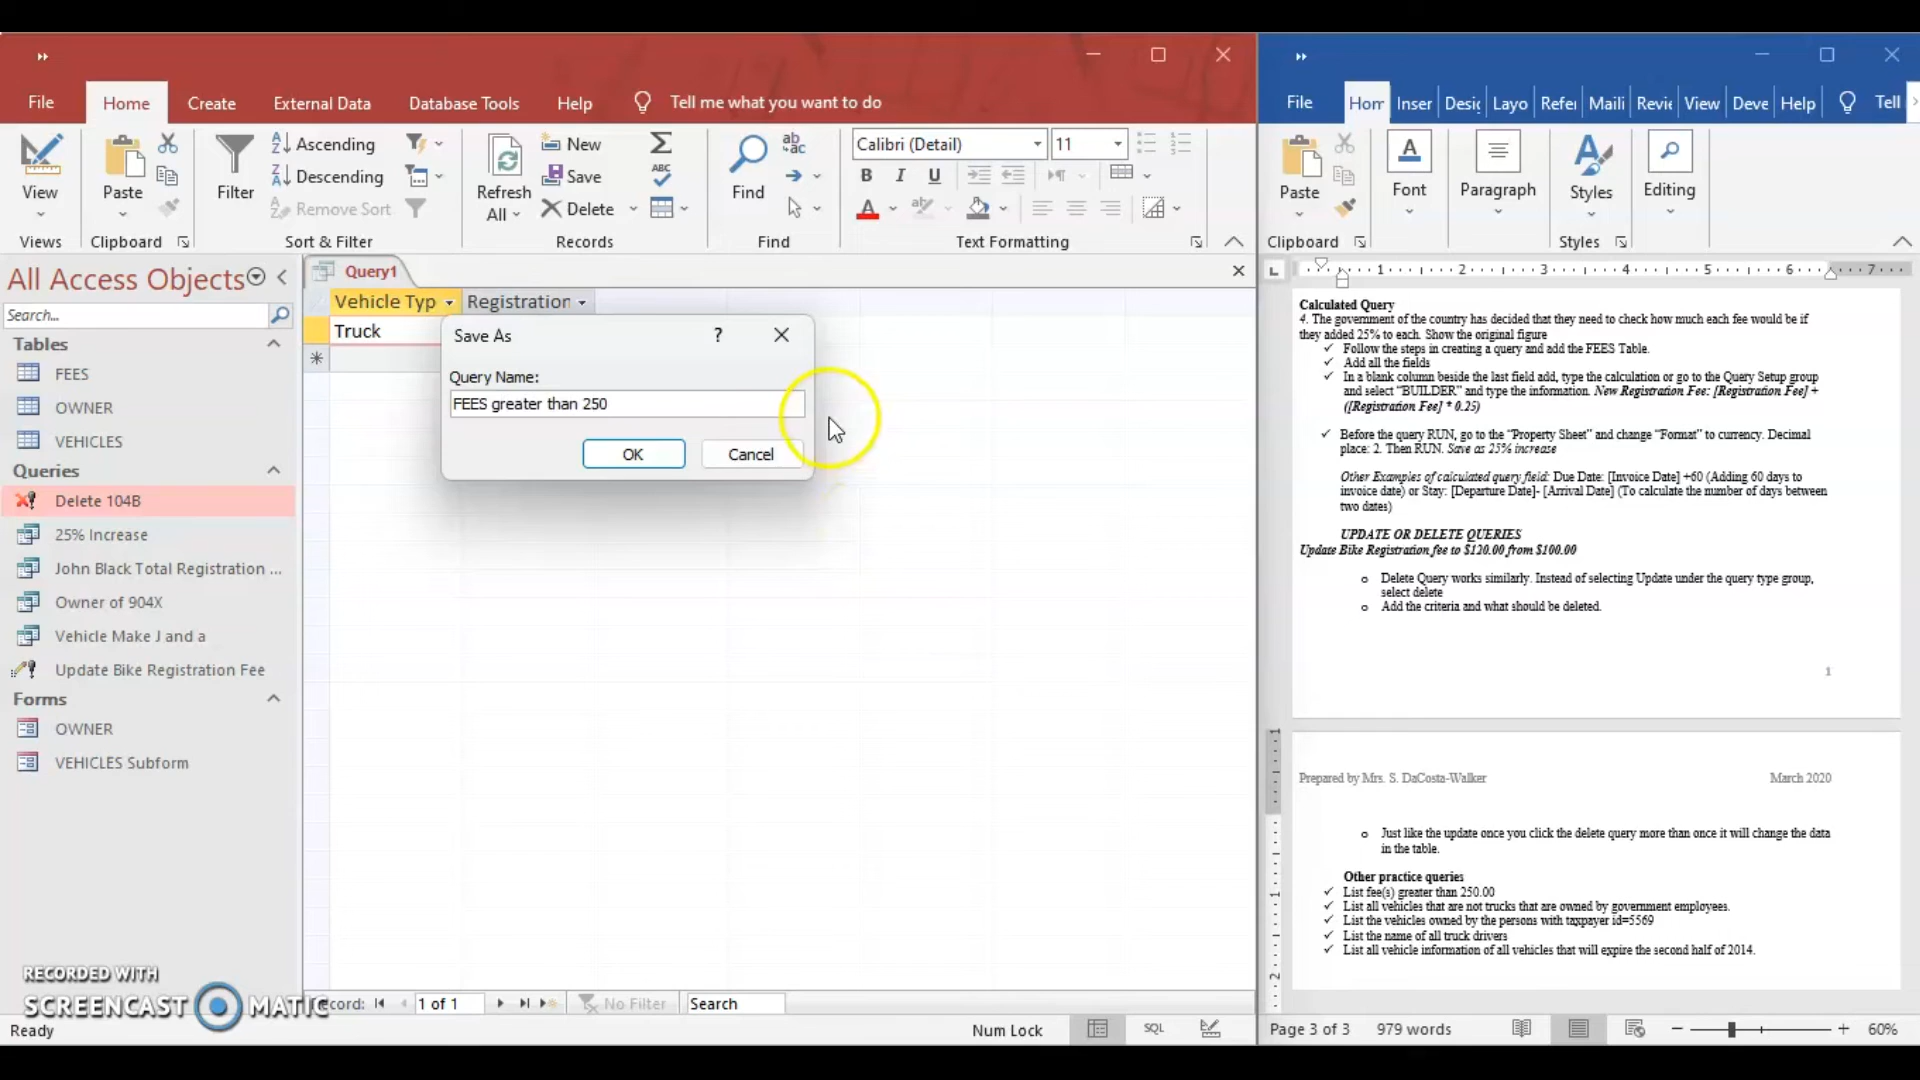 File
Home
Create
External Data
Database Tools
Help
Tell me what you want to do
View
Paste
Filter
Ascending
Descending
Remove Sort
Refresh
All
New
Save
Delete
Find
Calibri (Detail)
11
B I U
Views
Clipboard
Sort & Filter
Records
Find
Text Formatting
All Access Objects
Search...
Tables
FEES
OWNER
VEHICLES
Queries
Delete 104B
25% Increase
John Black Total Registration ...
Owner of 904X
Vehicle Make J and a
Update Bike Registration Fee
Forms
OWNER
VEHICLES Subform
Query1
Vehicle Typ
Registration
Truck
Save As
?
Query Name:
FEES greater than 250
OK
Cancel
RECORDED WITH
SCREENCAST MATIC
cord:
1 of 1
No Filter
Search
Ready
Num Lock
SQL
File
Hom
Inser
Desig
Layo
Refer
Maili
Revie
View
Deve
Help
Tell
Paste
Font
Paragraph
Styles
Editing
Clipboard
Styles
1 2 3 4 5 6 7
Calculated Query
4. The government of the country has decided that they need to check how much each fee would be if
they added 25% to each. Show the original figure
✓ Follow the steps in creating a query and add the FEES Table.
✓ Add all the fields
✓ In a blank column beside the last field add, type the calculation or go to the Query Setup group
and select “BUILDER” and type the information. New Registration Fee: [Registration Fee] +
([Registration Fee] * 0.25)
✓ Before the query RUN, go to the “Property Sheet” and change “Format” to currency. Decimal
place: 2. Then RUN. Save as 25% increase
Other Examples of calculated query field: Due Date: [Invoice Date] +60 (Adding 60 days to
invoice date) or Stay: [Departure Date]- [Arrival Date] (To calculate the number of days between
two dates)
UPDATE OR DELETE QUERIES
Update Bike Registration fee to $120.00 from $100.00
o Delete Query works similarly. Instead of selecting Update under the query type group,
select delete
o Add the criteria and what should be deleted.
1
Prepared by Mrs. S. DaCosta-Walker March 2020
o Just like the update once you click the delete query more than once it will change the data
in the table.
Other practice queries
✓ List fee(s) greater than 250.00
✓ List all vehicles that are not trucks that are owned by government employees.
✓ List the vehicles owned by the persons with taxpayer id=5569
✓ List the name of all truck drivers
✓ List all vehicle information of all vehicles that will expire the second half of 2014.
Page 3 of 3
979 words
60%